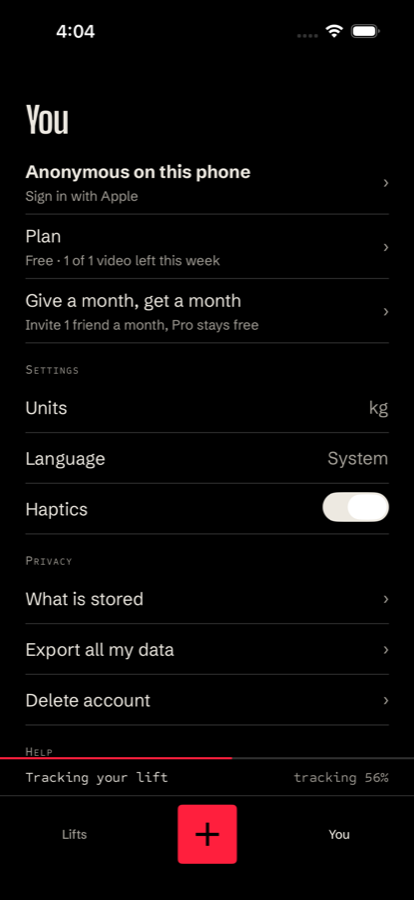 4:04
You
Anonymous on this phone
Sign in with Apple
Plan
Free · 1 of 1 video left this week
Give a month, get a month
Invite 1 friend a month, Pro stays free
Settings
Units kg
Language System
Haptics
Privacy
What is stored
Export all my data
Delete account
Help
Tracking your lift tracking 56%
Lifts You